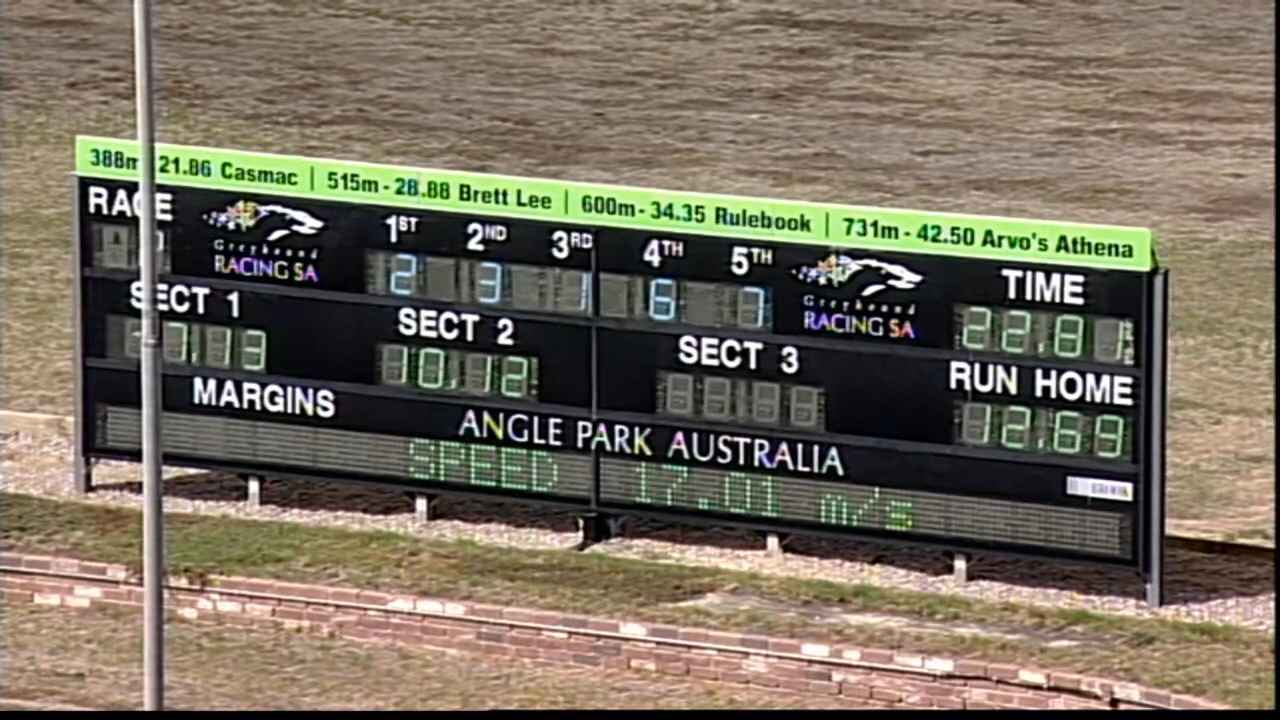 388m - 21.86 Casmac | 515m - 28.88 Brett Lee | 600m - 34.35 Rulebook | 731m - 42.50 Arvo's Athena
RACE
Greyhound
RACING SA
1ST 2ND 3RD 4TH 5TH
2 3 1 6 7
Greyhound
RACING SA
TIME
22.81
SECT 1
7.13
SECT 2
10.12
SECT 3
RUN HOME
12.69
MARGINS
ANGLE PARK AUSTRALIA
SPEED 17.01 m/s